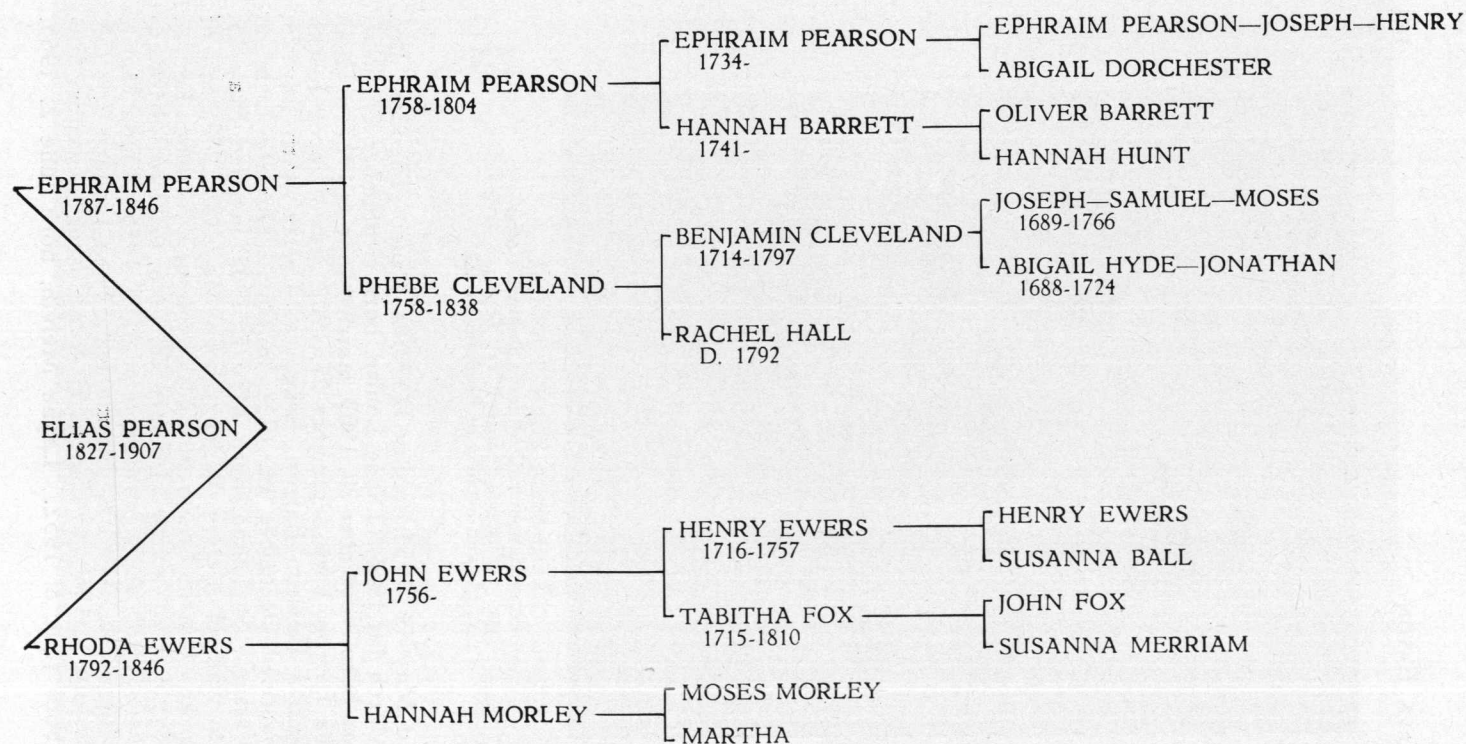 EPHRAIM PEARSON—JOSEPH—HENRY
EPHRAIM PEARSON
1734-
ABIGAIL DORCHESTER
EPHRAIM PEARSON
1758-1804
OLIVER BARRETT
HANNAH BARRETT
1741-
HANNAH HUNT
EPHRAIM PEARSON
1787-1846
JOSEPH—SAMUEL—MOSES
1689-1766
BENJAMIN CLEVELAND
1714-1797
ABIGAIL HYDE—JONATHAN
1688-1724
PHEBE CLEVELAND
1758-1838
RACHEL HALL
D. 1792
ELIAS PEARSON
1827-1907
HENRY EWERS
HENRY EWERS
1716-1757
SUSANNA BALL
JOHN EWERS
1756-
JOHN FOX
TABITHA FOX
1715-1810
SUSANNA MERRIAM
RHODA EWERS
1792-1846
MOSES MORLEY
HANNAH MORLEY
MARTHA